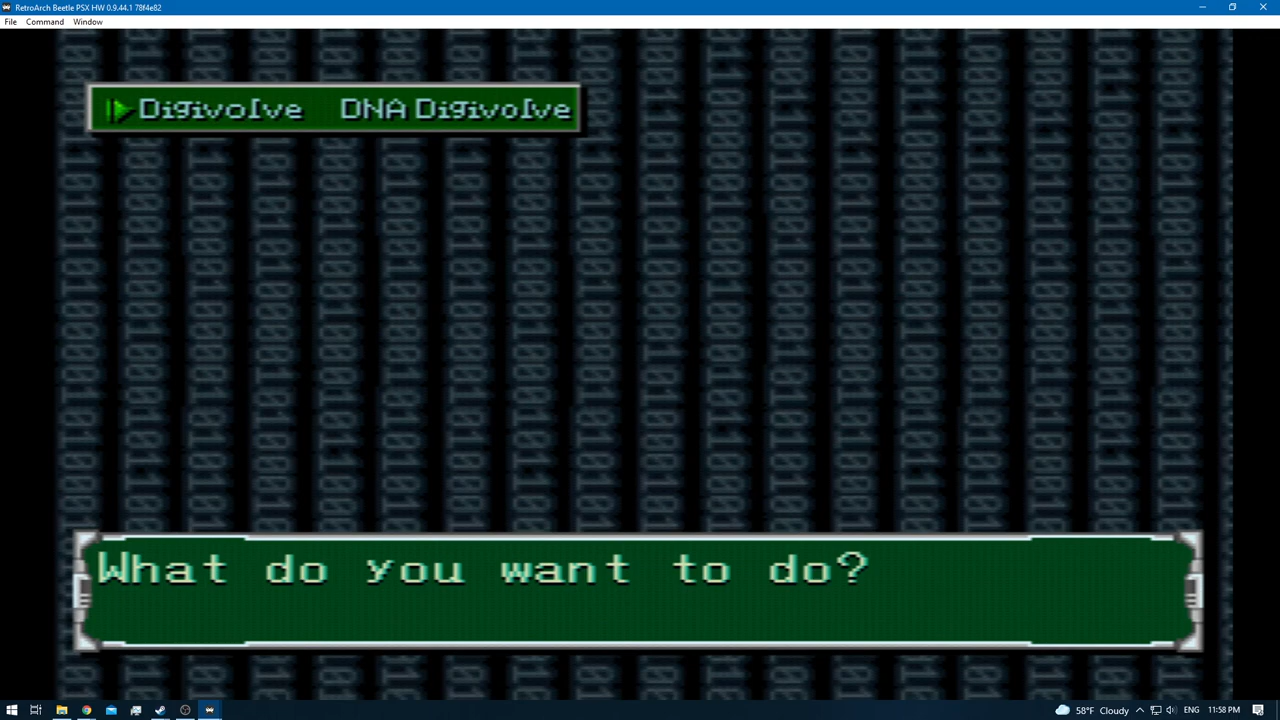 RetroArch Beetle PSX HW 0.9.44.1 78f4e82
File Command Window
Digivolve DNA Digivolve
What do you want to do?
58°F Cloudy ENG 11:58 PM